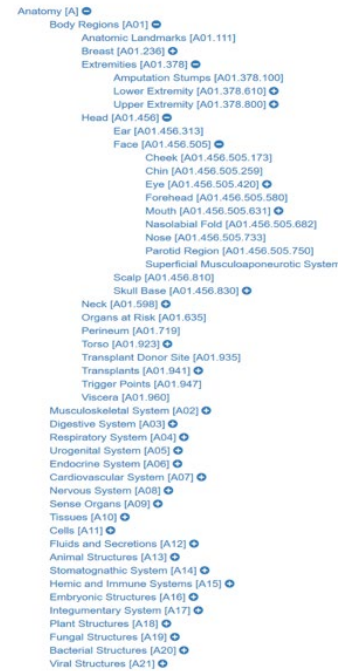 Anatomy [A]
Body Regions [A01]
Anatomic Landmarks [A01.111]
Breast [A01.236]
Extremities [A01.378]
Amputation Stumps [A01.378.100]
Lower Extremity [A01.378.610]
Upper Extremity [A01.378.800]
Head [A01.456]
Ear [A01.456.313]
Face [A01.456.505]
Cheek [A01.456.505.173]
Chin [A01.456.505.259]
Eye [A01.456.505.420]
Forehead [A01.456.505.580]
Mouth [A01.456.505.631]
Nasolabial Fold [A01.456.505.682]
Nose [A01.456.505.733]
Parotid Region [A01.456.505.750]
Superficial Musculoaponeurotic System
Scalp [A01.456.810]
Skull Base [A01.456.830]
Neck [A01.598]
Organs at Risk [A01.635]
Perineum [A01.719]
Torso [A01.923]
Transplant Donor Site [A01.935]
Transplants [A01.941]
Trigger Points [A01.947]
Viscera [A01.960]
Musculoskeletal System [A02]
Digestive System [A03]
Respiratory System [A04]
Urogenital System [A05]
Endocrine System [A06]
Cardiovascular System [A07]
Nervous System [A08]
Sense Organs [A09]
Tissues [A10]
Cells [A11]
Fluids and Secretions [A12]
Animal Structures [A13]
Stomatognathic System [A14]
Hemic and Immune Systems [A15]
Embryonic Structures [A16]
Integumentary System [A17]
Plant Structures [A18]
Fungal Structures [A19]
Bacterial Structures [A20]
Viral Structures [A21]